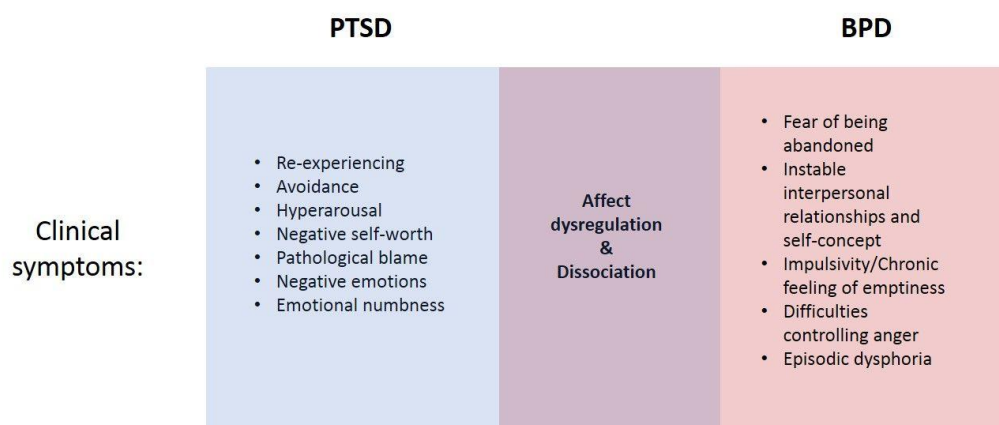 PTSD
BPD
Clinical
symptoms:
• Re-experiencing
• Avoidance
• Hyperarousal
• Negative self-worth
• Pathological blame
• Negative emotions
• Emotional numbness
Affect
dysregulation
&
Dissociation
• Fear of being
abandoned
• Instable
interpersonal
relationships and
self-concept
• Impulsivity/Chronic
feeling of emptiness
• Difficulties
controlling anger
• Episodic dysphoria